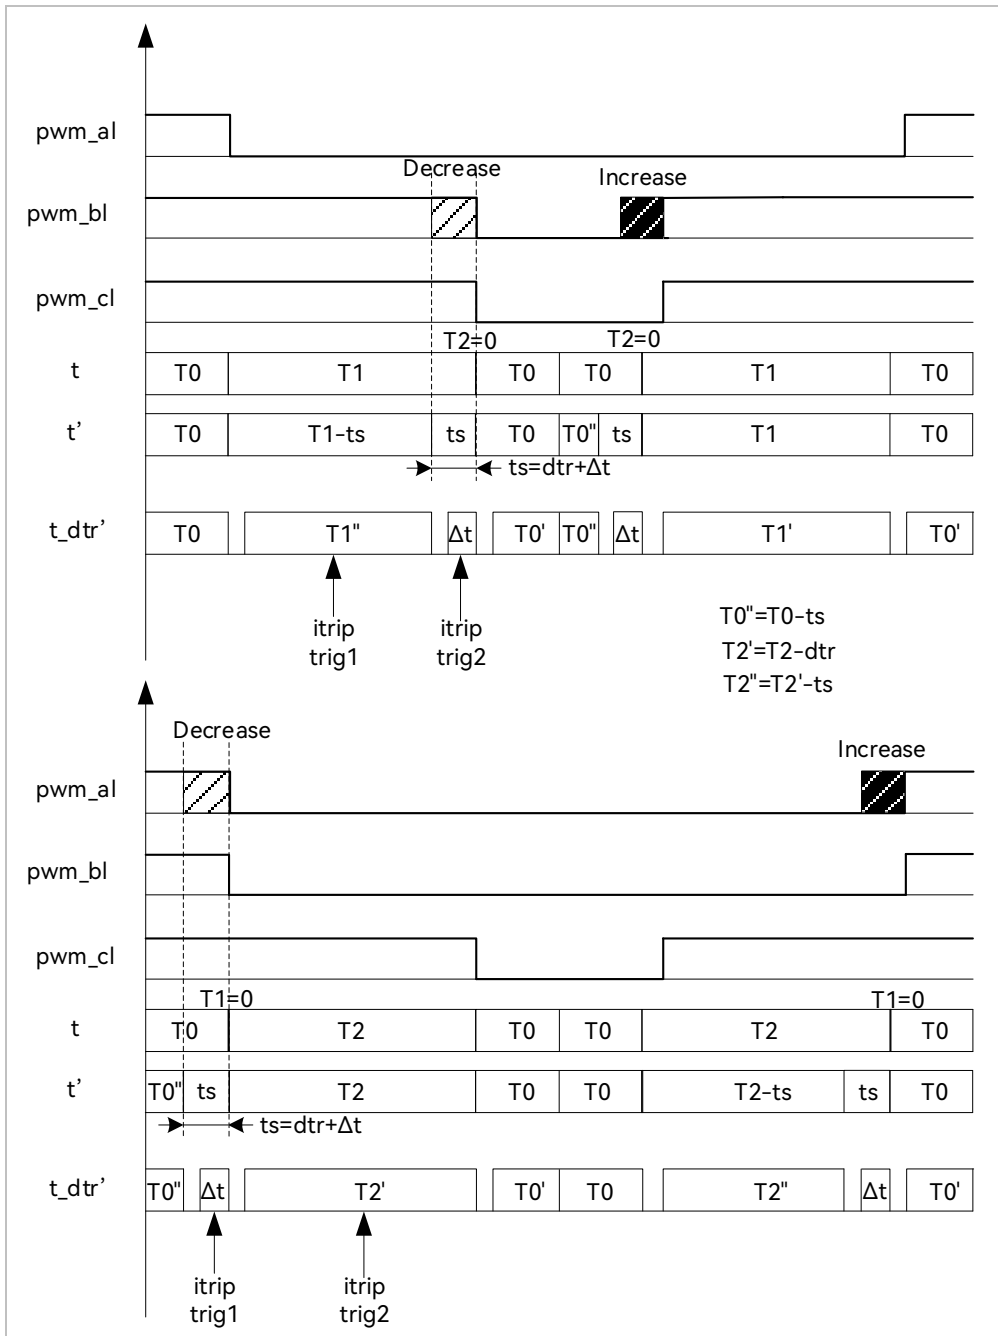 pwm_al
Decrease
Increase
pwm_bl
pwm_cl
T2=0
T2=0
t
T0
T1
T0
T0
T1
T0
t’
T0
T1-ts
ts
T0
T0"
ts
T1
T0
ts=dtr+Δt
t_dtr’
T0
T1"
Δt
T0'
T0"
Δt
T1'
T0'
itrip
trig1
itrip
trig2
T0"=T0-ts
T2'=T2-dtr
T2"=T2'-ts
Decrease
Increase
pwm_al
pwm_bl
pwm_cl
T1=0
T1=0
t
T0
T2
T0
T0
T2
T0
t’
T0"
ts
T2
T0
T0
T2-ts
ts
T0
ts=dtr+Δt
t_dtr’
T0"
Δt
T2'
T0'
T0
T2"
Δt
T0'
itrip
trig1
itrip
trig2